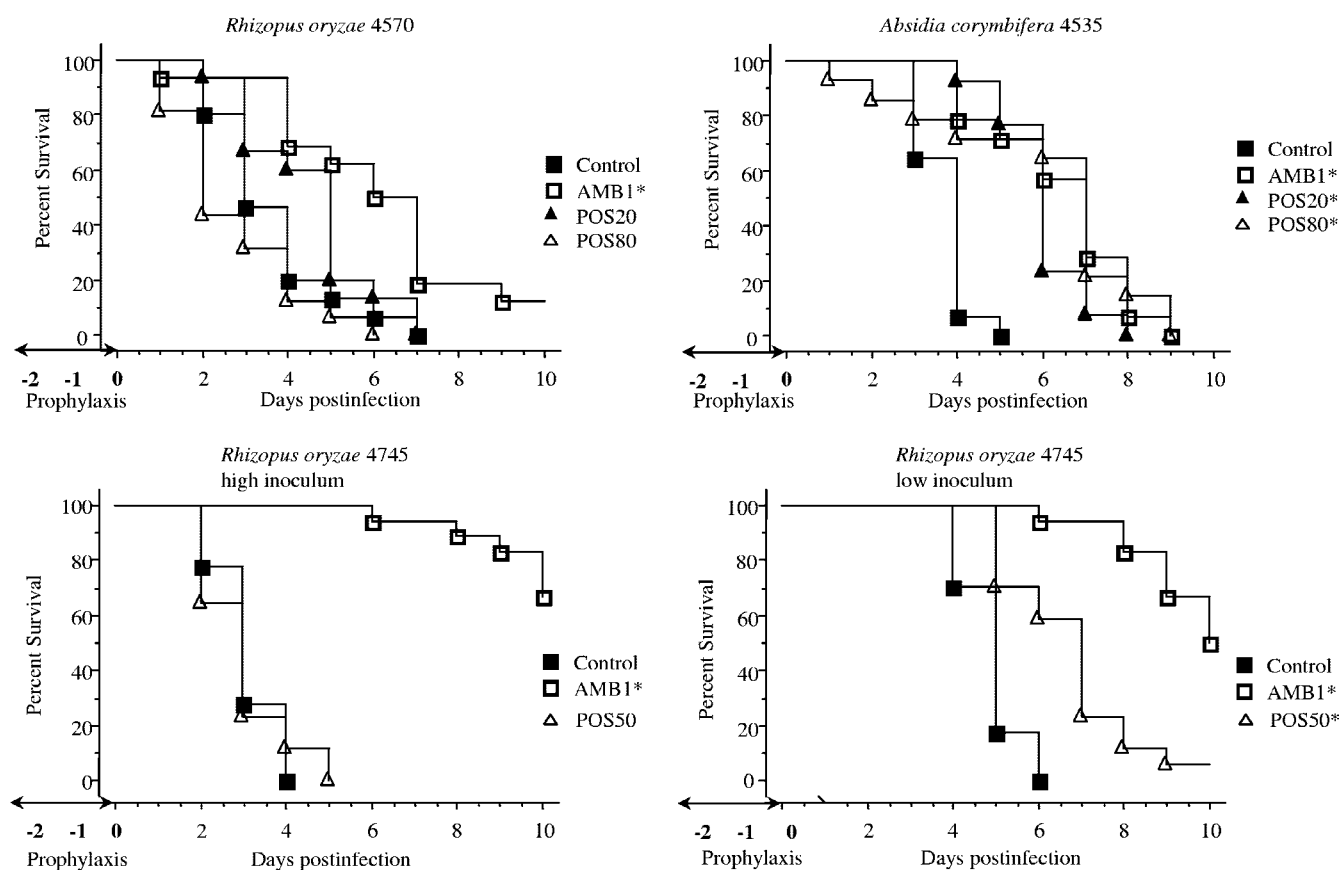 Rhizopus oryzae 4570
100
80
60
40
20
0
Percent Survival
Control
AMB1*
POS20
POS80
-2 -1 0 2 4 6 8 10
Prophylaxis Days postinfection
Absidia corymbifera 4535
100
80
60
40
20
0
Percent Survival
Control
AMB1*
POS20*
POS80*
-2 -1 0 2 4 6 8 10
Prophylaxis Days postinfection
Rhizopus oryzae 4745
high inoculum
100
80
60
40
20
0
Percent Survival
Control
AMB1*
POS50
-2 -1 0 2 4 6 8 10
Prophylaxis Days postinfection
Rhizopus oryzae 4745
low inoculum
100
80
60
40
20
0
Percent Survival
Control
AMB1*
POS50*
-2 -1 0 2 4 6 8 10
Prophylaxis Days postinfection